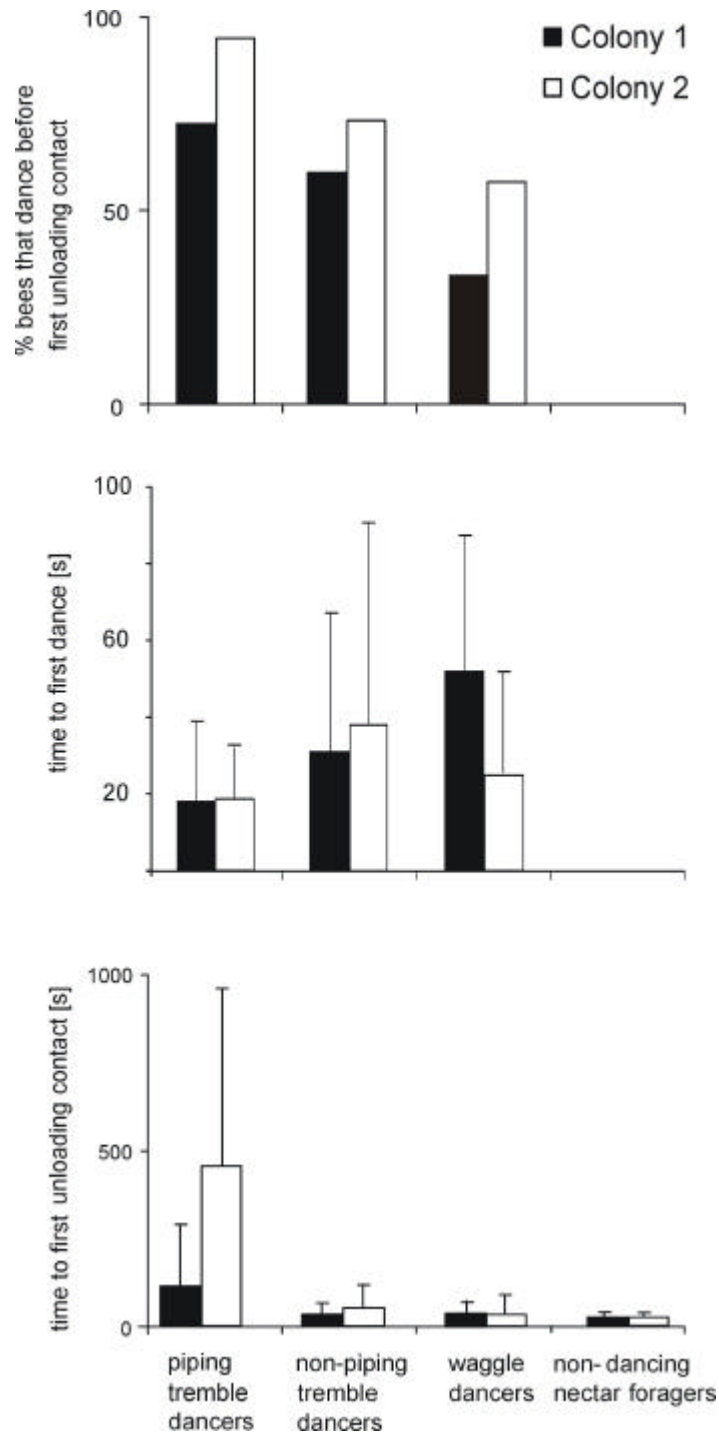 100
Colony 1
Colony 2
% bees that dance before
first unloading contact
50
0
100
time to first dance [s]
60
20
1000
time to first unloading contact [s]
500
0
piping
tremble
dancers
non-piping
tremble
dancers
waggle
dancers
non- dancing
nectar foragers